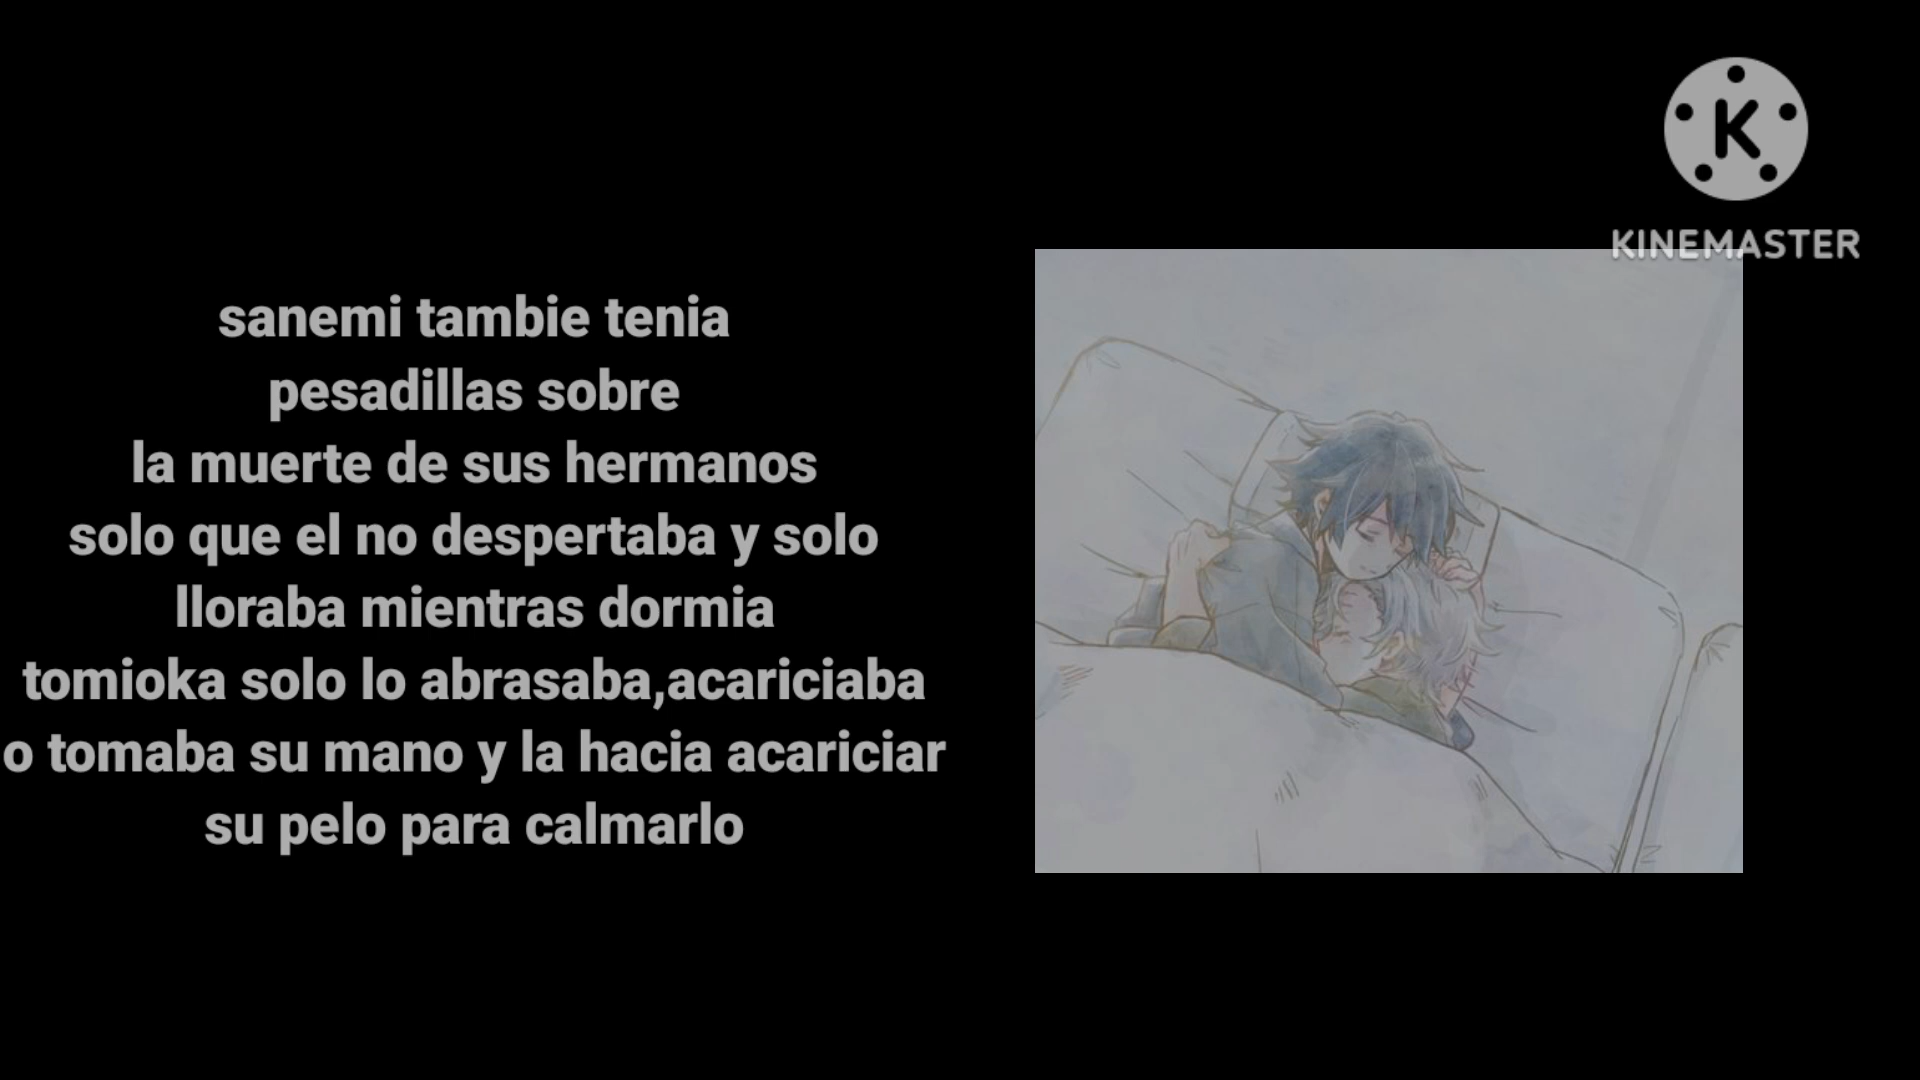 K
KINEMASTER
sanemi tambie tenia
pesadillas sobre
la muerte de sus hermanos
solo que el no despertaba y solo
lloraba mientras dormia
tomioka solo lo abrasaba,acariciaba
o tomaba su mano y la hacia acariciar
su pelo para calmarlo